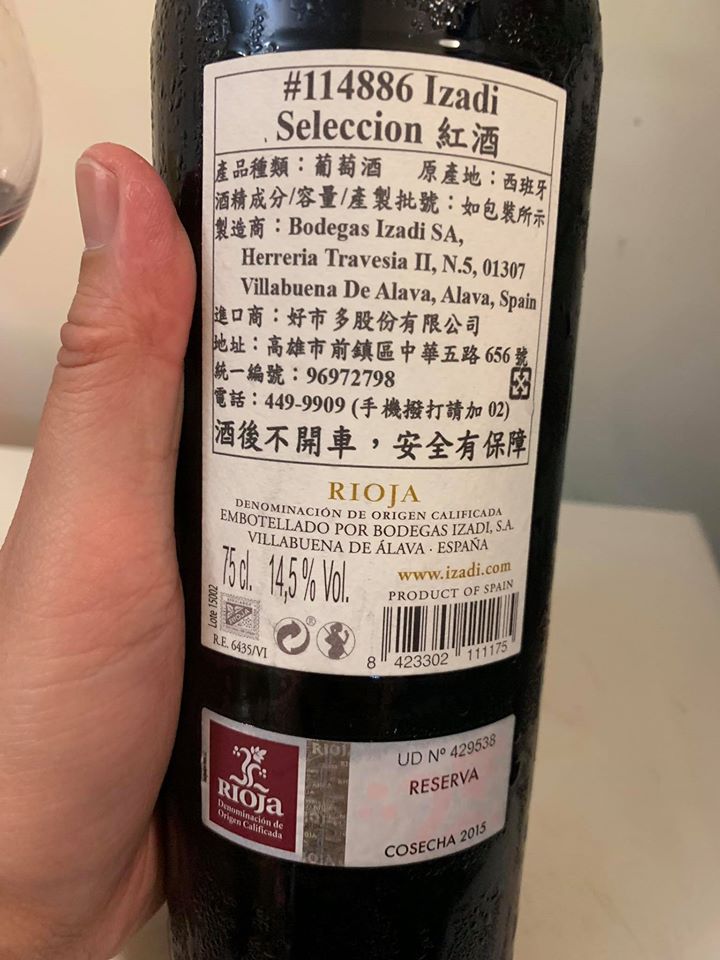 #114886 Izadi
Seleccion 紅酒
產品種類：葡萄酒 原產地：西班牙
酒精成分/容量/產製批號：如包裝所示
製造商：Bodegas Izadi SA,
Herreria Travesia II, N.5, 01307
Villabuena De Alava, Alava, Spain
進口商：好市多股份有限公司
地址：高雄市前鎮區中華五路 656 號
統一編號：96972798
電話：449-9909 (手機撥打請加 02)
酒後不開車，安全有保障
RIOJA
DENOMINACIÓN DE ORIGEN CALIFICADA
EMBOTELLADO POR BODEGAS IZADI, S.A.
VILLABUENA DE ÁLAVA · ESPAÑA
75 cl. 14,5% Vol.
www.izadi.com
PRODUCT OF SPAIN
Lote 15002
RIOJA
R.E. 6435/VI
8 423302 111175
RIOJA
Denominación de
Origen Calificada
RIOJ
UD Nº 429538
RESERVA
COSECHA 2015